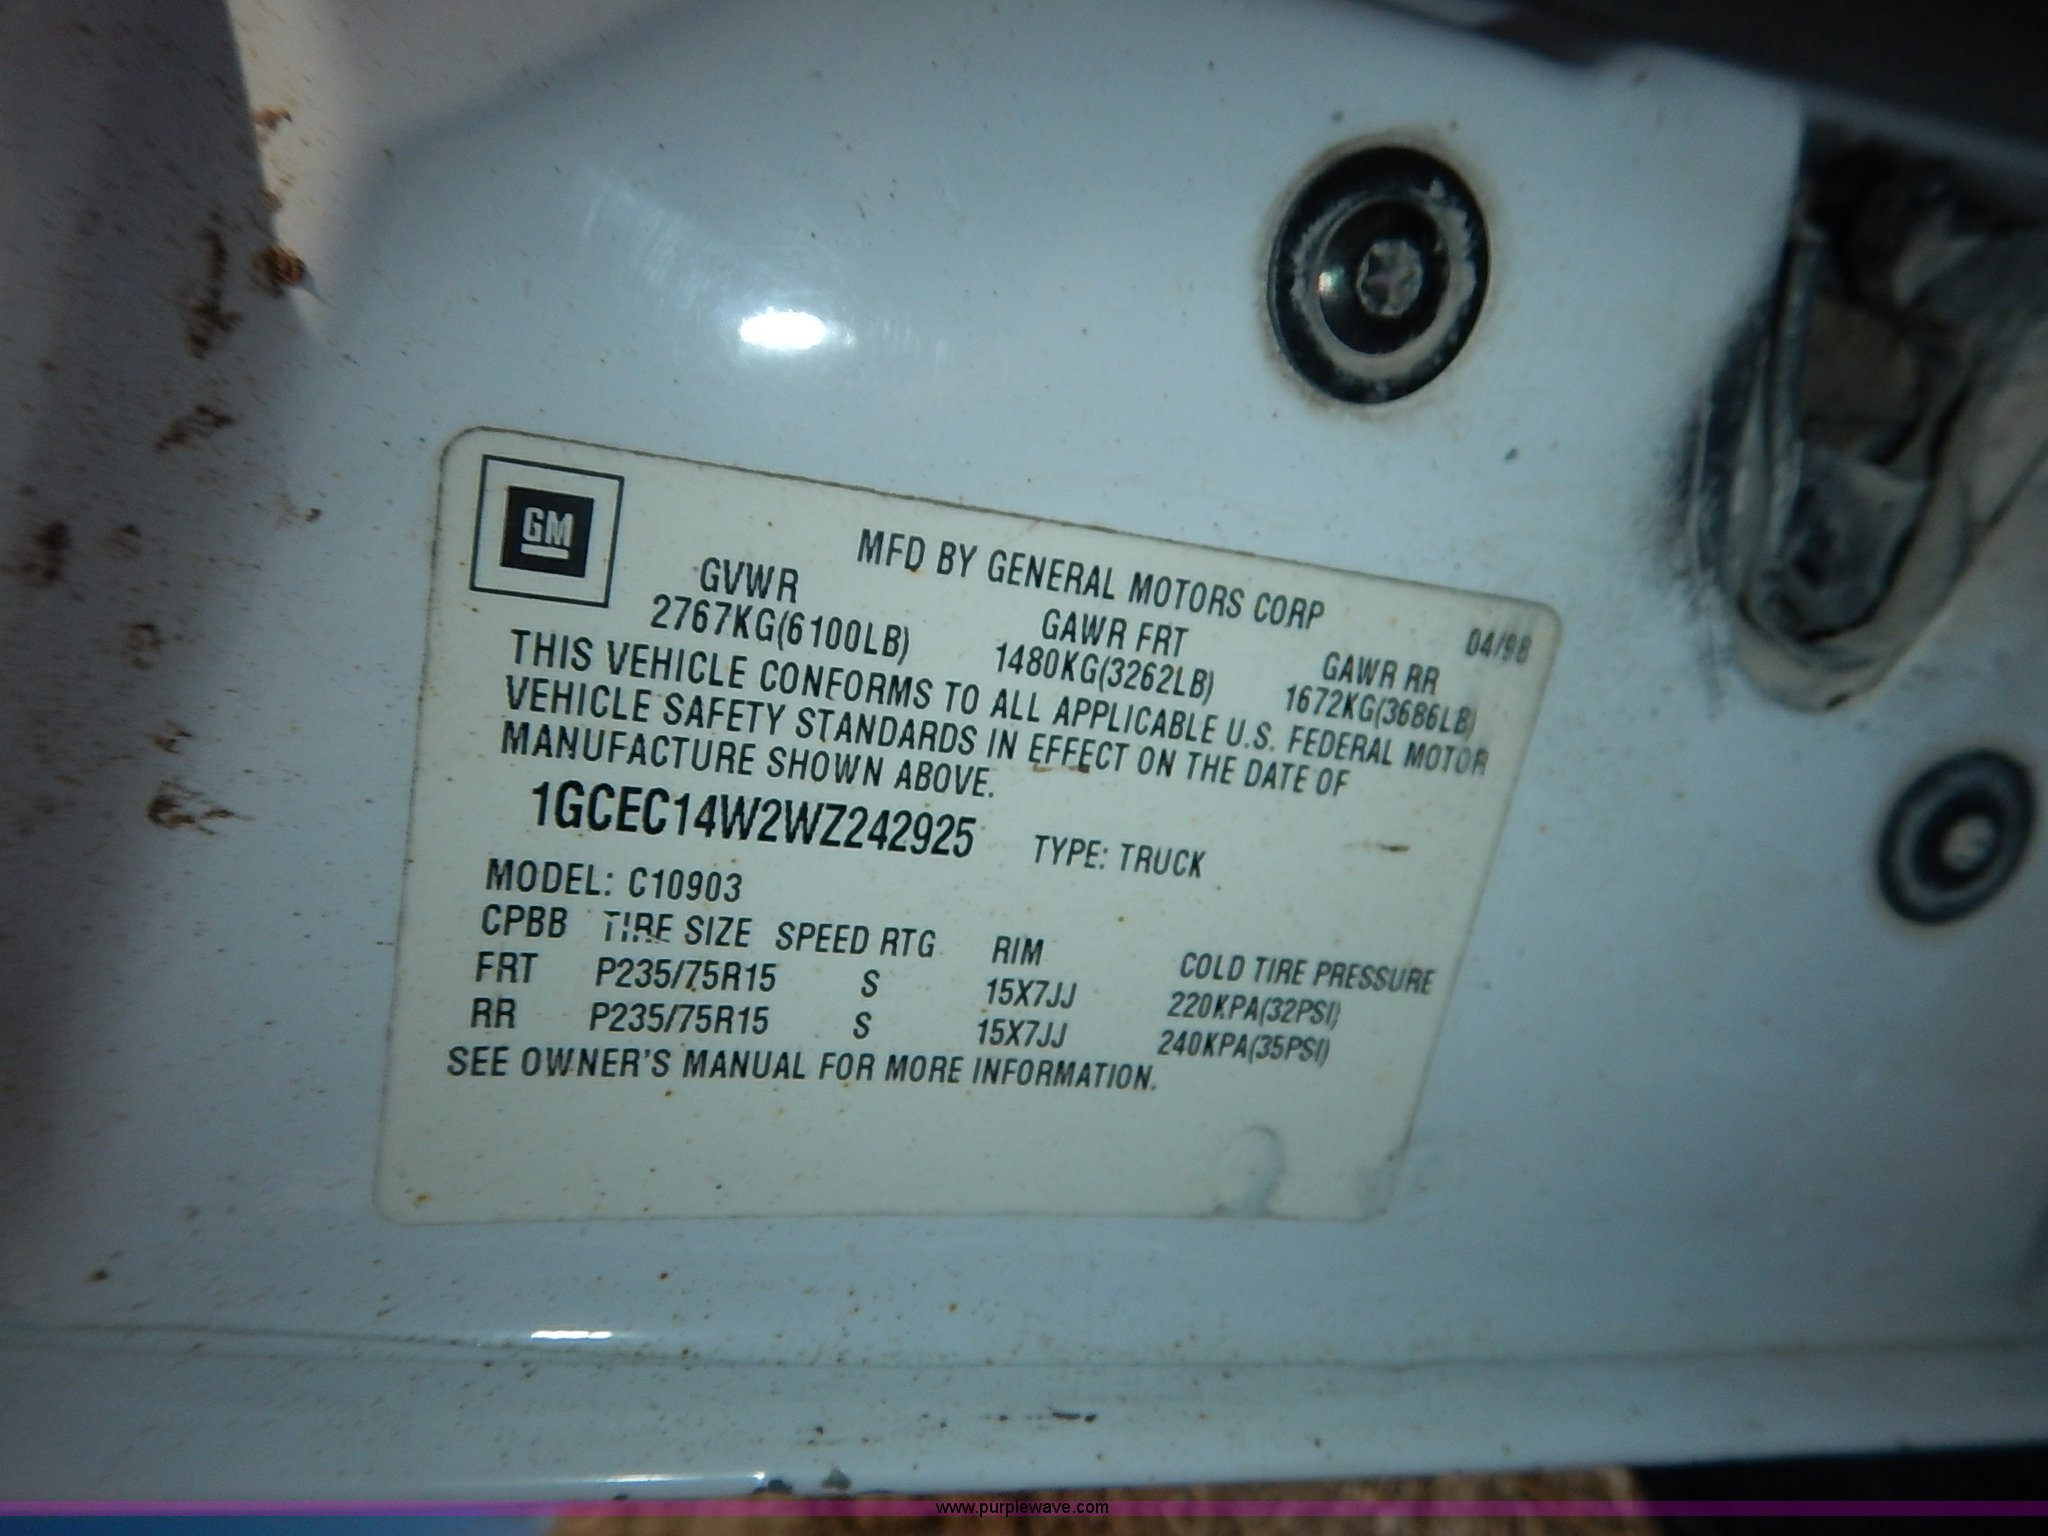 GM
MFD BY GENERAL MOTORS CORP
04/98
GVWR GAWR FRT GAWR RR
2767KG(6100LB) 1480KG(3262LB) 1672KG(3686LB)
THIS VEHICLE CONFORMS TO ALL APPLICABLE U.S. FEDERAL MOTOR
VEHICLE SAFETY STANDARDS IN EFFECT ON THE DATE OF
MANUFACTURE SHOWN ABOVE.
1GCEC14W2WZ242925 TYPE: TRUCK
MODEL: C10903
CPBB TIRE SIZE SPEED RTG RIM COLD TIRE PRESSURE
FRT P235/75R15 S 15X7JJ 220KPA(32PSI)
RR P235/75R15 S 15X7JJ 240KPA(35PSI)
SEE OWNER'S MANUAL FOR MORE INFORMATION.
www.purplewave.com